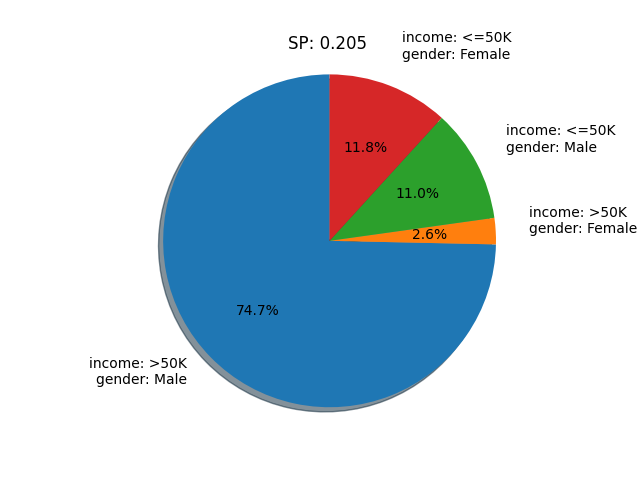 SP: 0.205
income: <=50K
gender: Female
11.8%
income: <=50K
gender: Male
11.0%
income: >50K
gender: Female
2.6%
74.7%
income: >50K
gender: Male